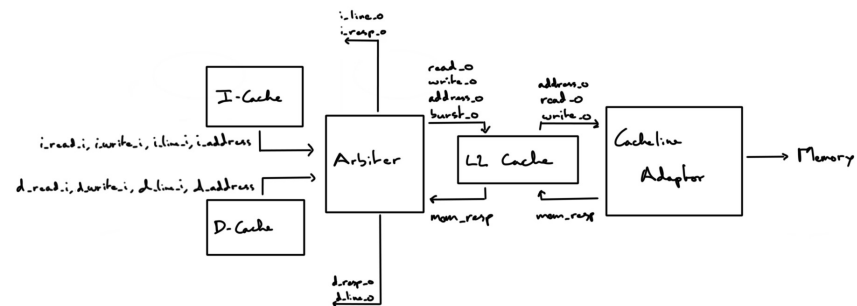 i_line_o
i_resp_o
I-Cache
read_o
write_o
address_o
burst_o
address_o
read_o
write_o
i_read_i, i_write_i, i_line_i, i_address
Arbiter
L2 Cache
Cacheline
Adaptor
Memory
d_read_i, d_write_i, d_line_i, d_address
D-Cache
mem_resp
mem_resp
d_resp_o
d_line_o